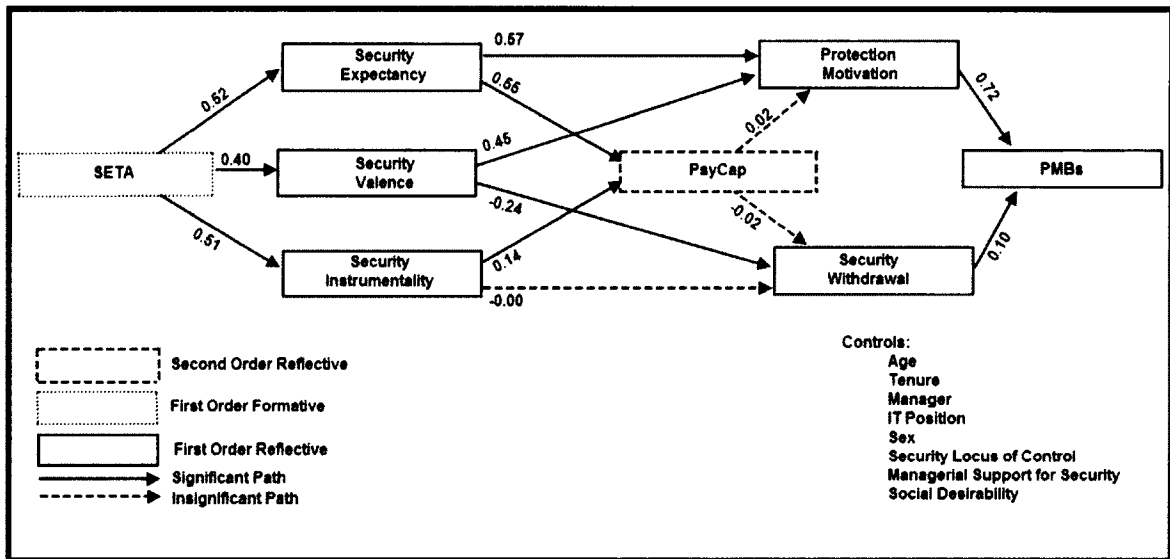 Security
Expectancy
0.57
Protection
Motivation
0.55
0.52
0.72
0.02
0.45
SETA
0.40
Security
Valence
PsyCap
PMBs
-0.24
-0.02
0.51
Security
Instrumentality
0.14
-0.00
Security
Withdrawal
0.10
Second Order Reflective
First Order Formative
First Order Reflective
Significant Path
Insignificant Path
Controls:
Age
Tenure
Manager
IT Position
Sex
Security Locus of Control
Managerial Support for Security
Social Desirability